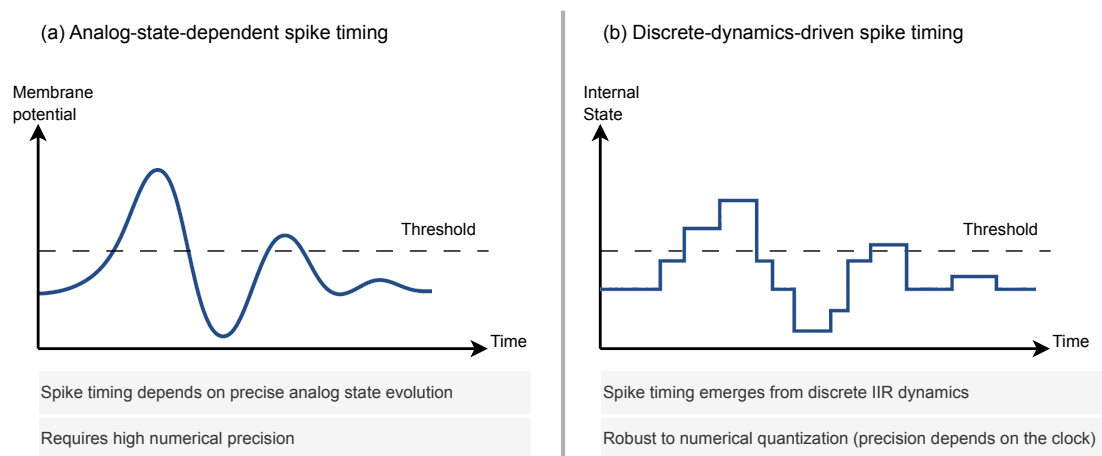 (a) Analog-state-dependent spike timing
Membrane
potential
Threshold
Time
Spike timing depends on precise analog state evolution
Requires high numerical precision
(b) Discrete-dynamics-driven spike timing
Internal
State
Threshold
Time
Spike timing emerges from discrete IIR dynamics
Robust to numerical quantization (precision depends on the clock)